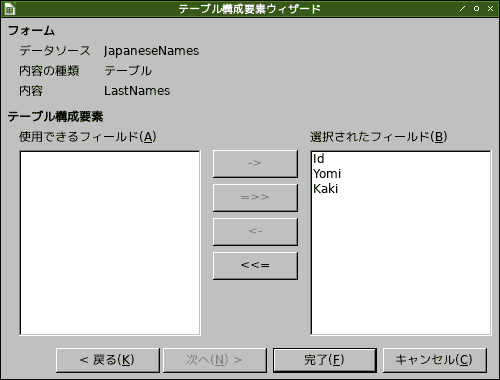 テーブル構成要素ウィザード
フォーム
データソース JapaneseNames
内容の種類 テーブル
内容 LastNames
テーブル構成要素
使用できるフィールド(A)
選択されたフィールド(B)
Id
Yomi
Kaki
->
=>>
<-
<<=
< 戻る(K)
次へ(N) >
完了(F)
キャンセル(C)